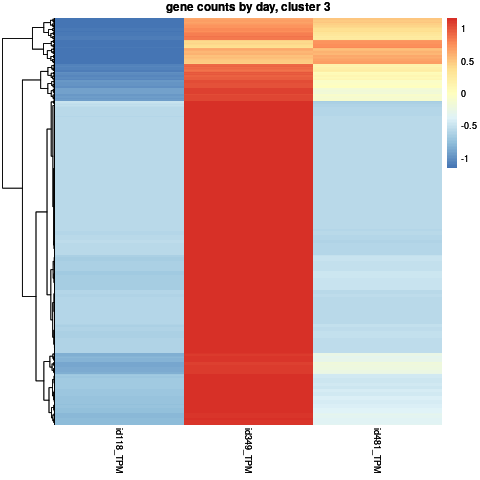 gene counts by day, cluster 3
1
0.5
0
-0.5
-1
id118_TPM
id349_TPM
id481_TPM